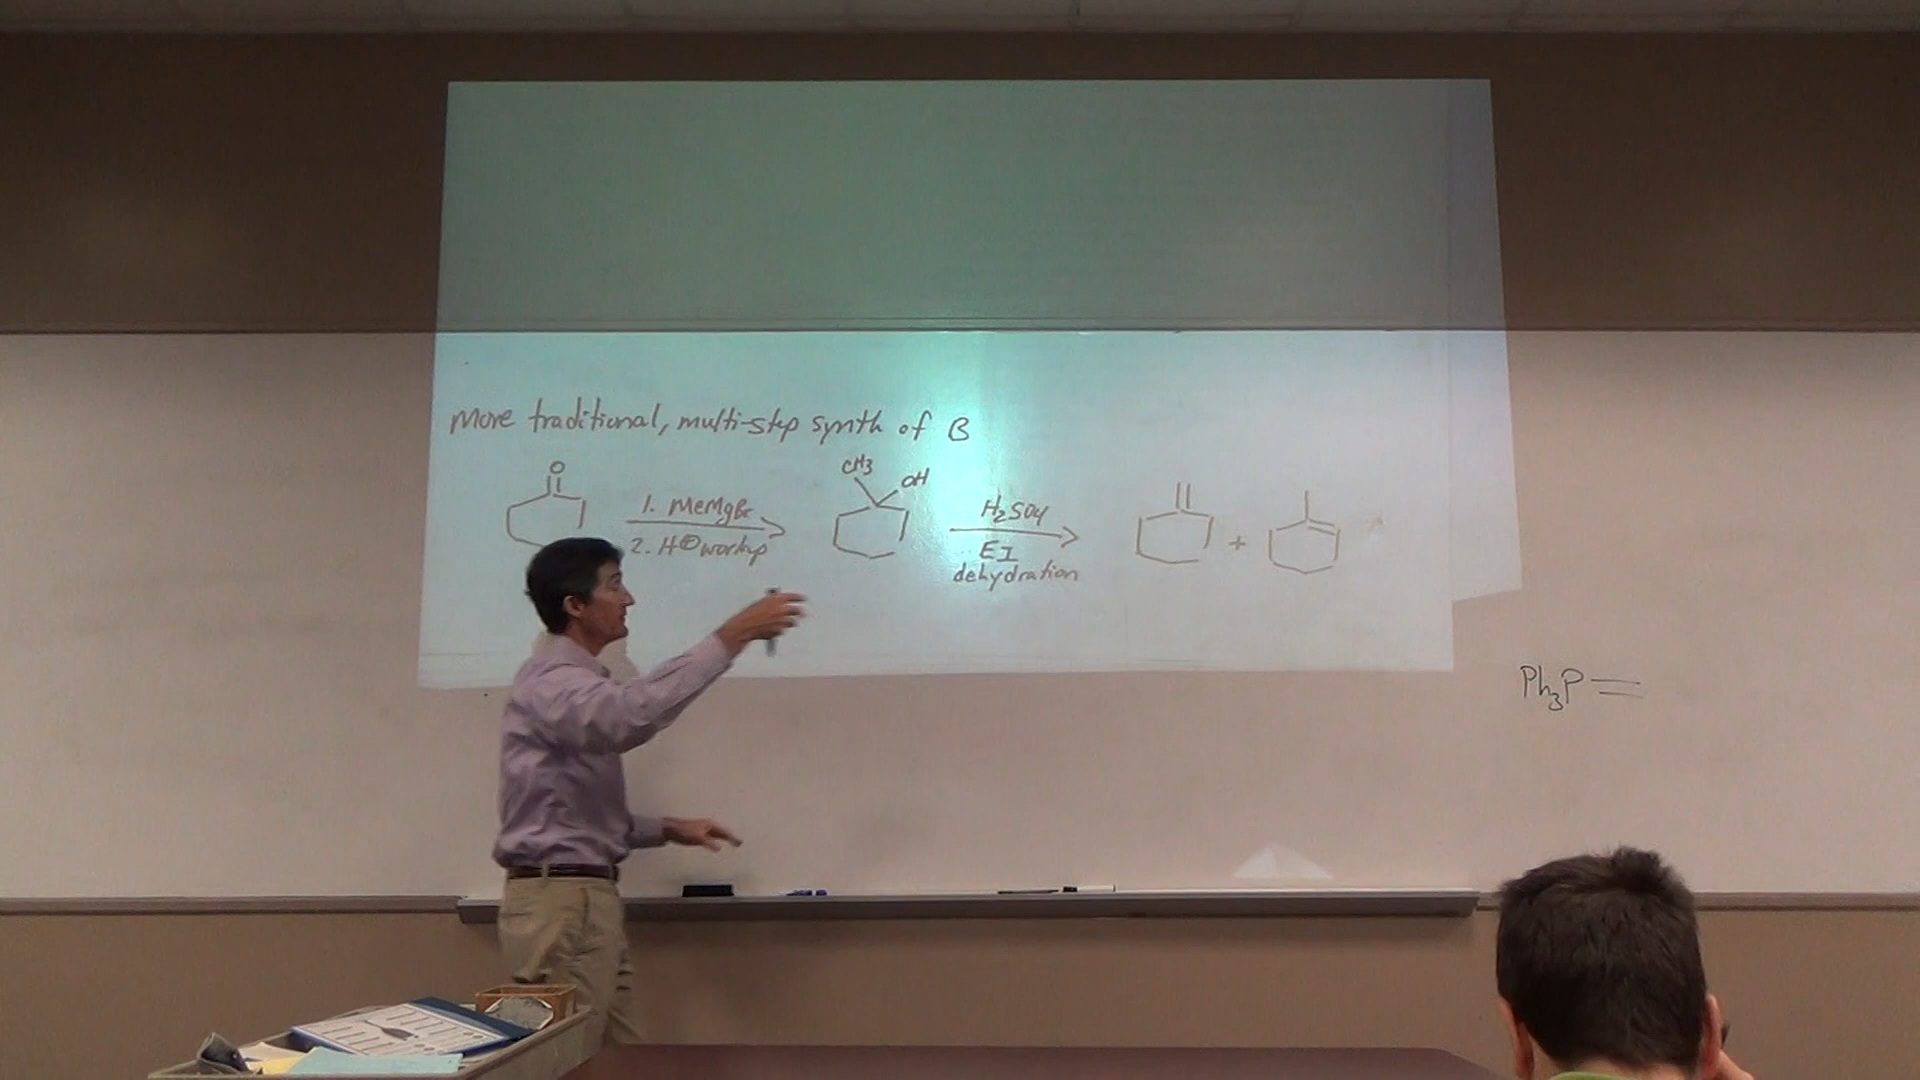 More traditional, multi-step synth of B
O
1. MeMgBr
2. H⊕ workup
CH3
OH
H2SO4
E1
dehydration
+
Ph3P=